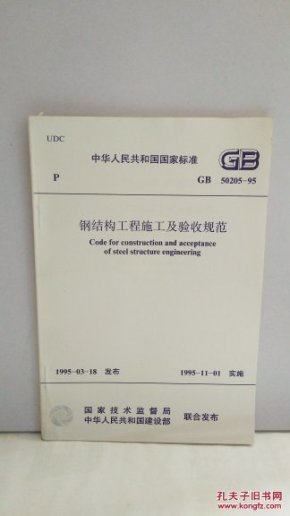 UDC
中华人民共和国国家标准 GB
P GB 50205-95
钢结构工程施工及验收规范
Code for construction and acceptance
of steel structure engineering
1995-03-18 发布 1995-11-01 实施
国家技术监督局
中华人民共和国建设部
联合发布
孔夫子旧书网
www.kongfz.com